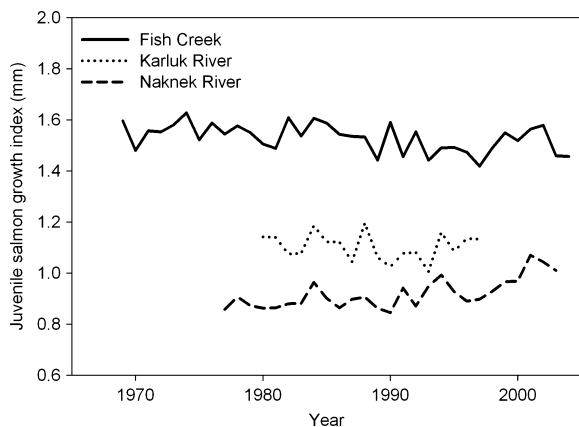 2.0
1.8
1.6
1.4
1.2
1.0
0.8
0.6
Juvenile salmon growth index (mm)
Fish Creek
Karluk River
Naknek River
1970
1980
1990
2000
Year